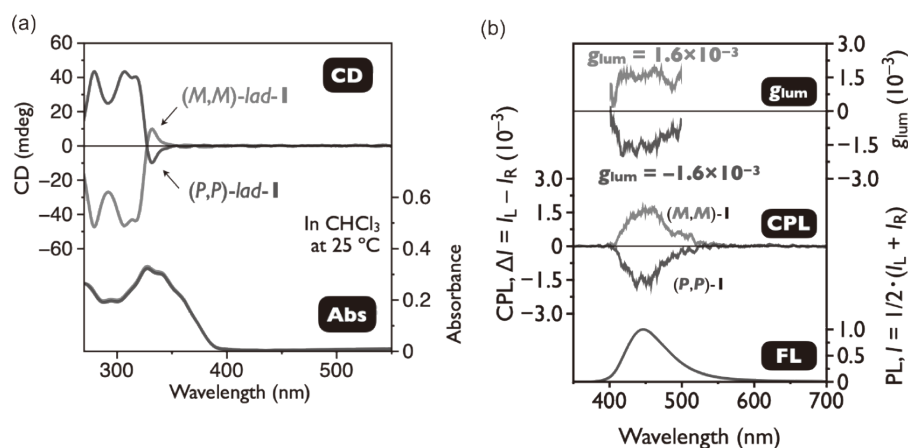 (a)
60
40
20
0
−20
−40
−60
CD (mdeg)
CD
(M,M)-lad-1
(P,P)-lad-1
In CHCl3
at 25 ºC
0.6
0.4
0.2
0
Absorbance
Abs
300
400
500
Wavelength (nm)
(b)
glum = 1.6×10−3
glum
3.0
1.5
0
−1.5
−3.0
glum (10−3)
glum = −1.6×10−3
3.0
1.5
0
−1.5
−3.0
CPL, ΔI = IL − IR (10−3)
(M,M)-1
CPL
(P,P)-1
FL
1.0
0.5
0
PL, I = 1/2·(IL + IR)
400
500
600
700
Wavelength (nm)